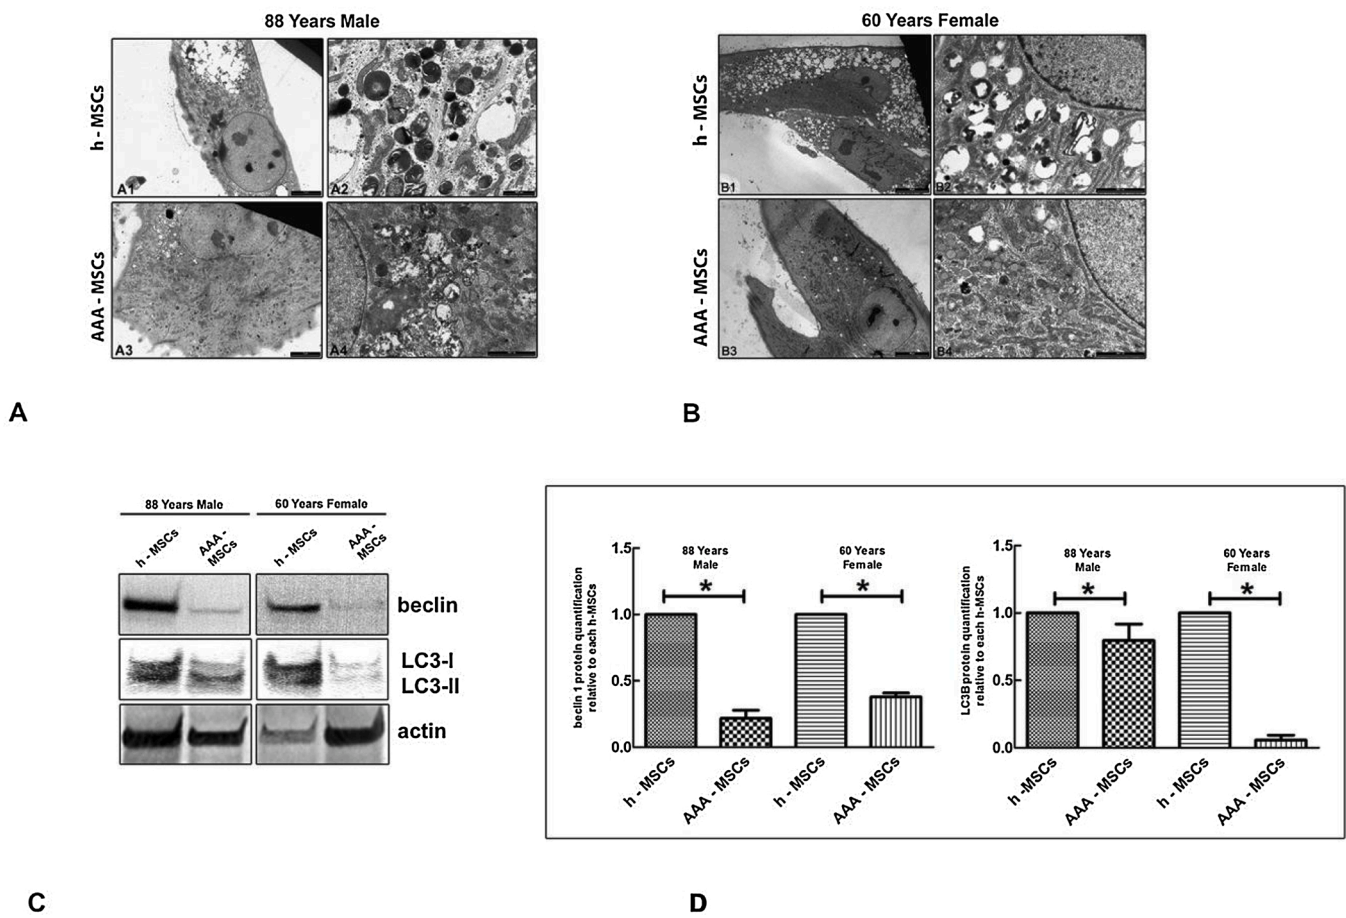 88 Years Male
60 Years Female
h - MSCs
A1
A2
AAA - MSCs
A3
A4
h - MSCs
B1
B2
AAA - MSCs
B3
B4
A
B
88 Years Male
60 Years Female
h - MSCs
AAA -
MSCs
h - MSCs
AAA -
MSCs
beclin
LC3-I
LC3-II
actin
beclin 1 protein quantification
relative to each h-MSCs
1.5
1.0
0.5
0.0
88 Years
Male
*
60 Years
Female
*
h - MSCs
AAA - MSCs
h - MSCs
AAA - MSCs
LC3B protein quantification
relative to each h-MSCs
1.5
1.0
0.5
0.0
88 Years
Male
*
60 Years
Female
*
h -MSCs
AAA - MSCs
h - MSCs
AAA - MSCs
C
D